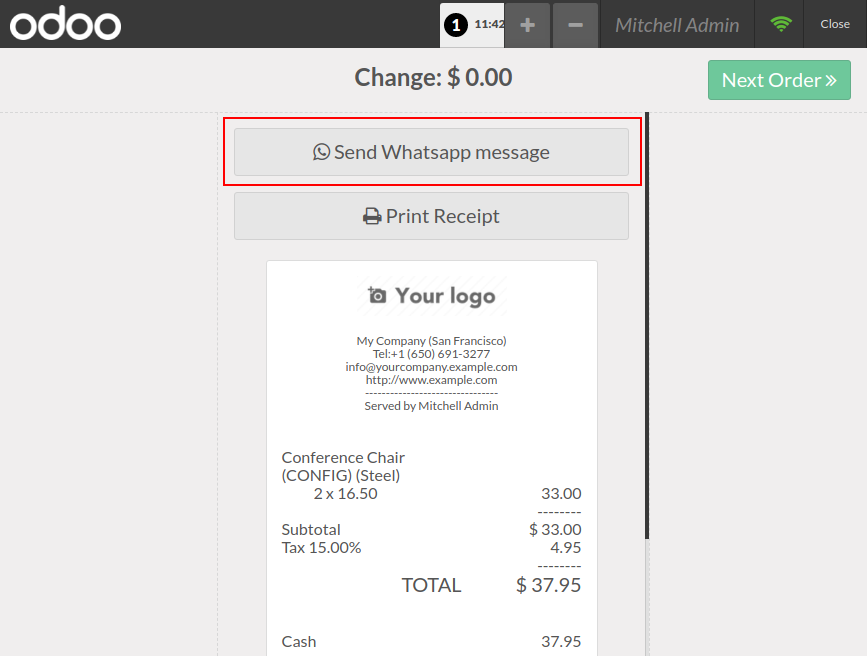 odoo
1 11:42 + − Mitchell Admin Close
Change: $ 0.00
Next Order »
Send Whatsapp message
Print Receipt
Your logo
My Company (San Francisco)
Tel:+1 (650) 691-3277
info@yourcompany.example.com
http://www.example.com
--------------------------------
Served by Mitchell Admin
Conference Chair
(CONFIG) (Steel)
2 x 16.50 33.00
--------
Subtotal $ 33.00
Tax 15.00% 4.95
--------
TOTAL $ 37.95
Cash 37.95